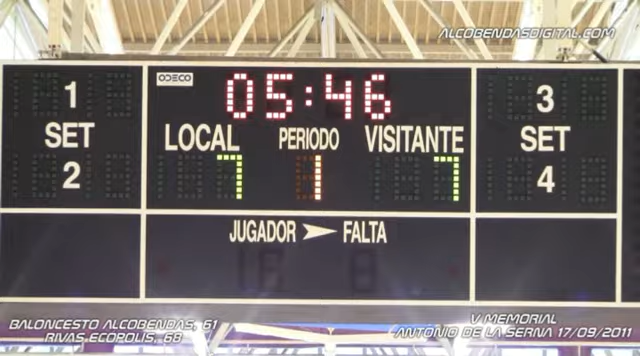 ALCOBENDASDIGITAL.COM
ODECO
05:46
1 SET 2
LOCAL PERIODO VISITANTE
7 1 7
3 SET 4
JUGADOR FALTA
BALONCESTO ALCOBENDAS, 61
RIVAS ECOPOLIS, 68
V MEMORIAL
ANTONIO DE LA SERNA 17/09/2011